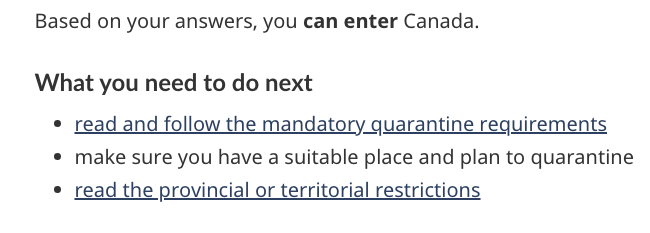 Based on your answers, you can enter Canada.
What you need to do next
• read and follow the mandatory quarantine requirements
• make sure you have a suitable place and plan to quarantine
• read the provincial or territorial restrictions